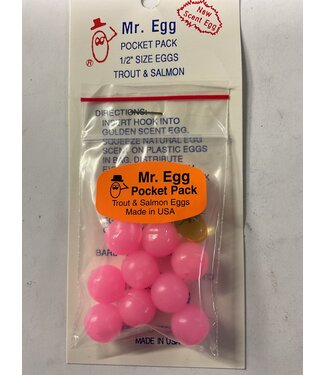 Mr. Egg
POCKET PACK
1/2" SIZE EGGS
TROUT & SALMON
New
Scent Egg
®
DIRECTIONS:
INSERT HOOK INTO
GOLDEN SCENT EGG.
SQUEEZE NATURAL EGG
SCENT ON PLASTIC EGGS
IN BAG. DISTRIBUTE
Mr. Egg
Pocket Pack
Trout & Salmon Eggs
Made in USA
MADE IN USA